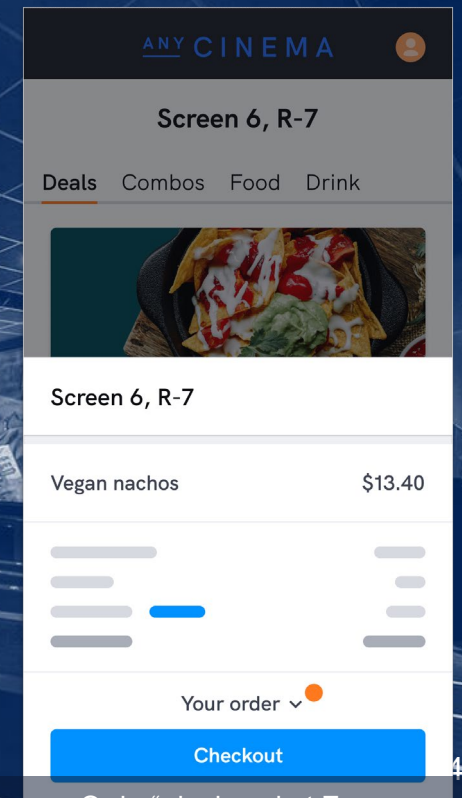 ANY CINEMA
Screen 6, R-7
Deals Combos Food Drink
Screen 6, R-7
Vegan nachos $13.40
Your order
Checkout
4